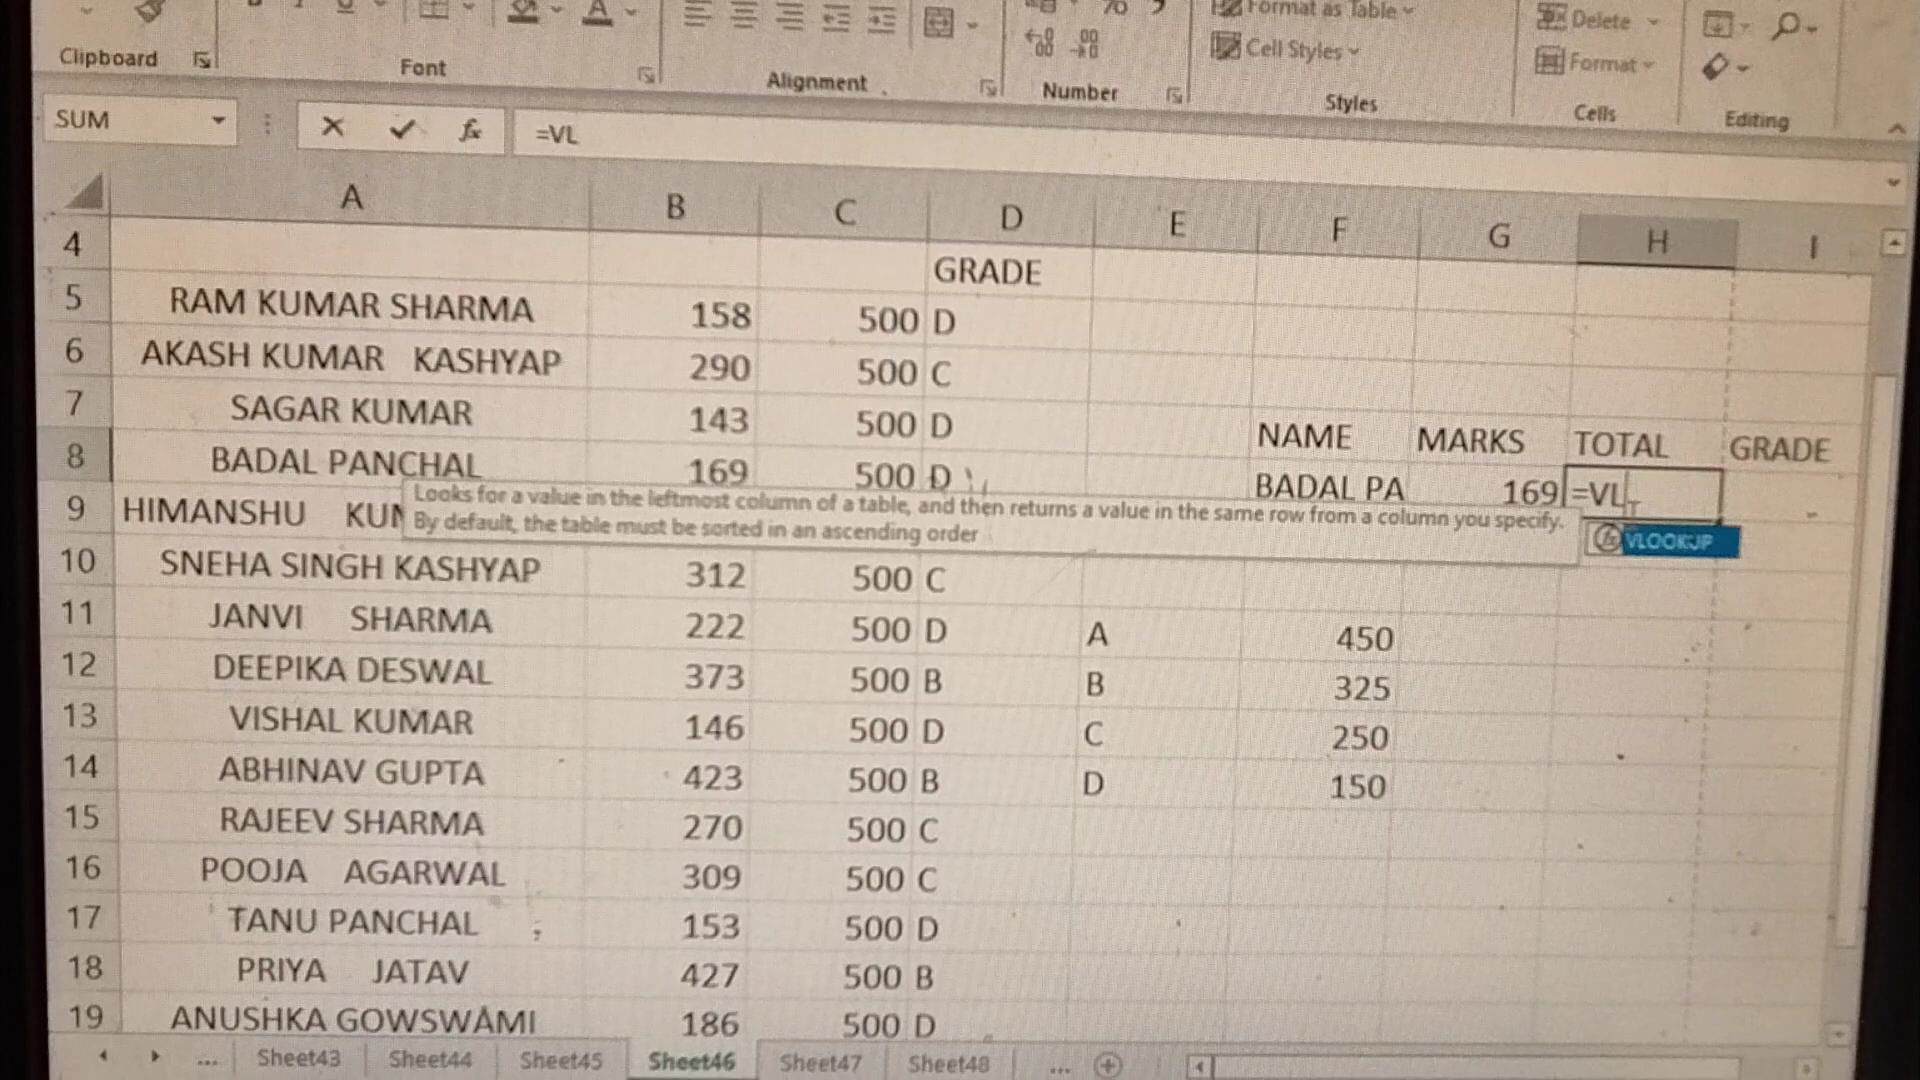 Format as Table
Delete
Cell Styles
Format
Clipboard
Font
Alignment
Number
Styles
Cells
Editing
SUM
fx
=VL
A B C D E F G H I
4 GRADE
5 RAM KUMAR SHARMA 158 500 D
6 AKASH KUMAR KASHYAP 290 500 C
7 SAGAR KUMAR 143 500 D NAME MARKS TOTAL GRADE
8 BADAL PANCHAL 169 500 D BADAL PA 169 =VL
Looks for a value in the leftmost column of a table, and then returns a value in the same row from a column you specify.
By default, the table must be sorted in an ascending order
VLOOKUP
9 HIMANSHU
10 SNEHA SINGH KASHYAP 312 500 C
11 JANVI SHARMA 222 500 D A 450
12 DEEPIKA DESWAL 373 500 B B 325
13 VISHAL KUMAR 146 500 D C 250
14 ABHINAV GUPTA 423 500 B D 150
15 RAJEEV SHARMA 270 500 C
16 POOJA AGARWAL 309 500 C
17 TANU PANCHAL 153 500 D
18 PRIYA JATAV 427 500 B
19 ANUSHKA GOWSWAMI 186 500 D
... Sheet43 Sheet44 Sheet45 Sheet46 Sheet47 Sheet48 ...